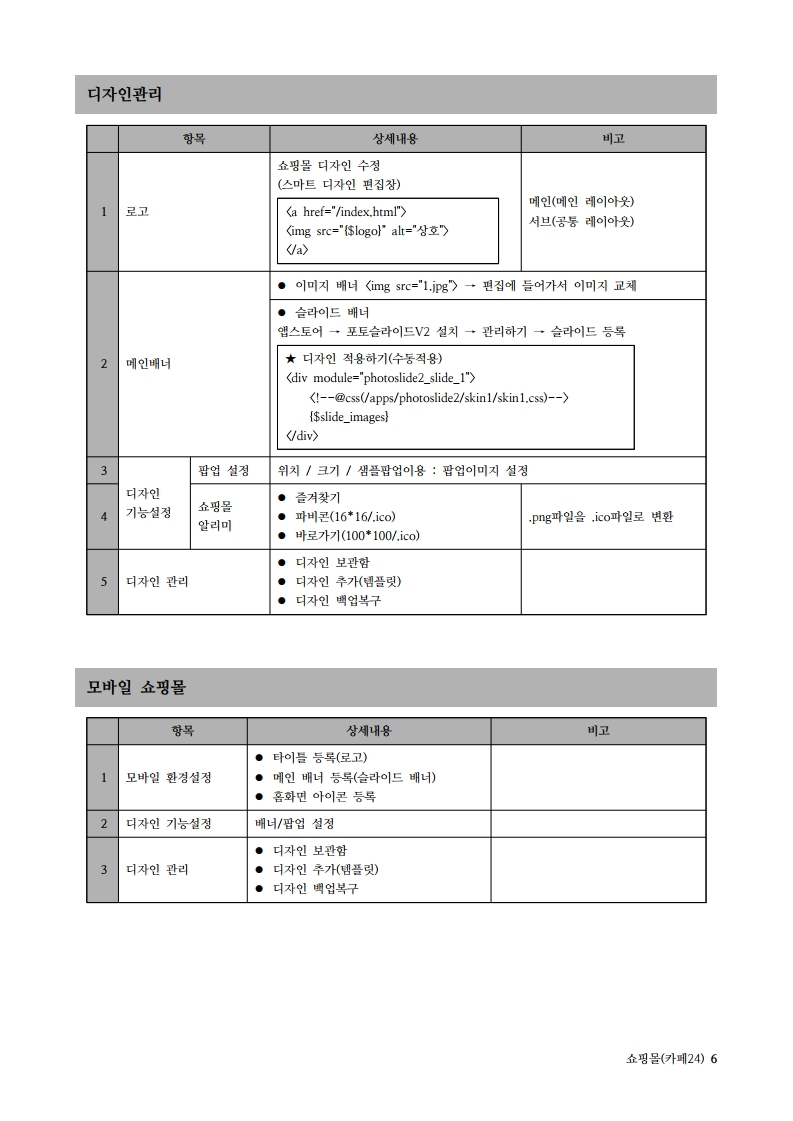 디자인관리
항목 상세내용 비고
1 로고
쇼핑몰 디자인 수정
(스마트 디자인 편집창)
<a href="/index.html">
<img src="{$logo}" alt="상호">
</a>
메인(메인 레이아웃)
서브(공통 레이아웃)
2 메인배너
● 이미지 배너 <img src="1.jpg"> → 편집에 들어가서 이미지 교체
● 슬라이드 배너
앱스토어 → 포토슬라이드V2 설치 → 관리하기 → 슬라이드 등록
★ 디자인 적용하기(수동적용)
<div module="photoslide2_slide_1">
<!--@css(/apps/photoslide2/skin1/skin1.css)-->
{$slide_images}
</div>
디자인
기능설정
3 팝업 설정 위치 / 크기 / 샘플팝업이용 : 팝업이미지 설정
4 쇼핑몰
알리미
● 즐겨찾기
● 파비콘(16*16/.ico)
● 바로가기(100*100/.ico)
.png파일을 .ico파일로 변환
5 디자인 관리
● 디자인 보관함
● 디자인 추가(템플릿)
● 디자인 백업복구
모바일 쇼핑몰
항목 상세내용 비고
1 모바일 환경설정
● 타이틀 등록(로고)
● 메인 배너 등록(슬라이드 배너)
● 홈화면 아이콘 등록
2 디자인 기능설정 배너/팝업 설정
3 디자인 관리
● 디자인 보관함
● 디자인 추가(템플릿)
● 디자인 백업복구
쇼핑몰(카페24) 6